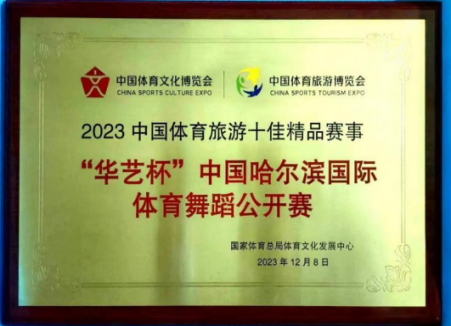 中国体育文化博览会 中国体育旅游博览会
CHINA SPORTS CULTURE EXPO CHINA SPORTS TOURISM EXPO
2023 中国体育旅游十佳精品赛事
“华艺杯”中国哈尔滨国际
体育舞蹈公开赛
国家体育总局体育文化发展中心
2023 年 12 月 8 日